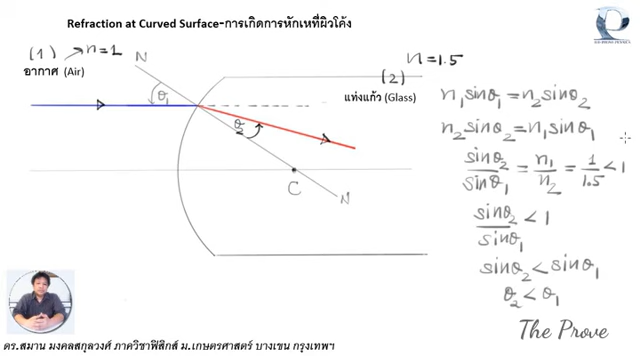 Refraction at Curved Surface-การเกิดการหักเหที่ผิวโค้ง
(1) n=1
อากาศ (Air)
N
n=1.5
(2)
แท่งแก้ว (Glass)
θ₁
θ₂
C
N
n₁sinθ₁=n₂sinθ₂
n₂sinθ₂=n₁sinθ₁
sinθ₂/sinθ₁ = n₁/n₂ = 1/1.5 <1
sinθ₂/sinθ₁ <1
sinθ₂<sinθ₁
θ₂<θ₁
The Prove
ดร.สมาน มงคลสกุลวงศ์ ภาควิชาฟิสิกส์ ม.เกษตรศาสตร์ บางเขน กรุงเทพฯ